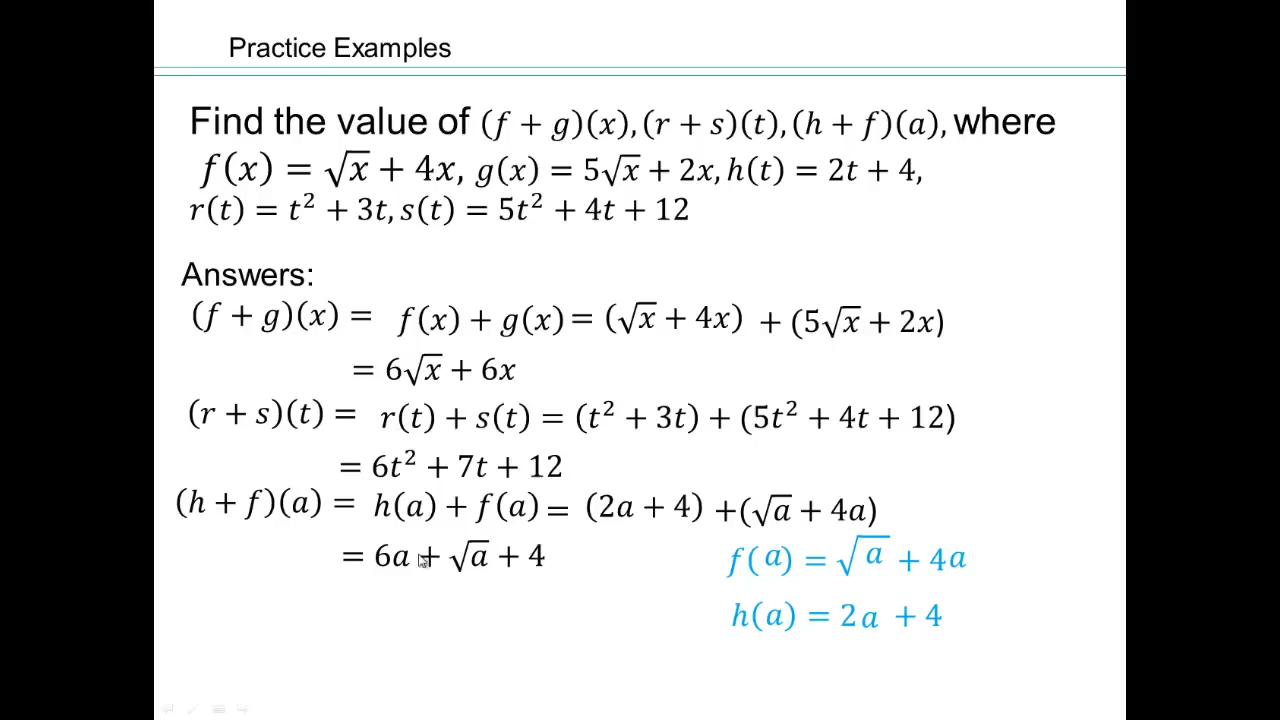 Practice Examples
Find the value of (f + g)(x), (r + s)(t), (h + f)(a), where
f(x) = √x + 4x, g(x) = 5√x + 2x, h(t) = 2t + 4,
r(t) = t² + 3t, s(t) = 5t² + 4t + 12
Answers:
(f + g)(x) = f(x) + g(x) = (√x + 4x) + (5√x + 2x)
= 6√x + 6x
(r + s)(t) = r(t) + s(t) = (t² + 3t) + (5t² + 4t + 12)
= 6t² + 7t + 12
(h + f)(a) = h(a) + f(a) = (2a + 4) +(√a + 4a)
= 6a + √a + 4
f(a) = √a + 4a
h(a) = 2a + 4